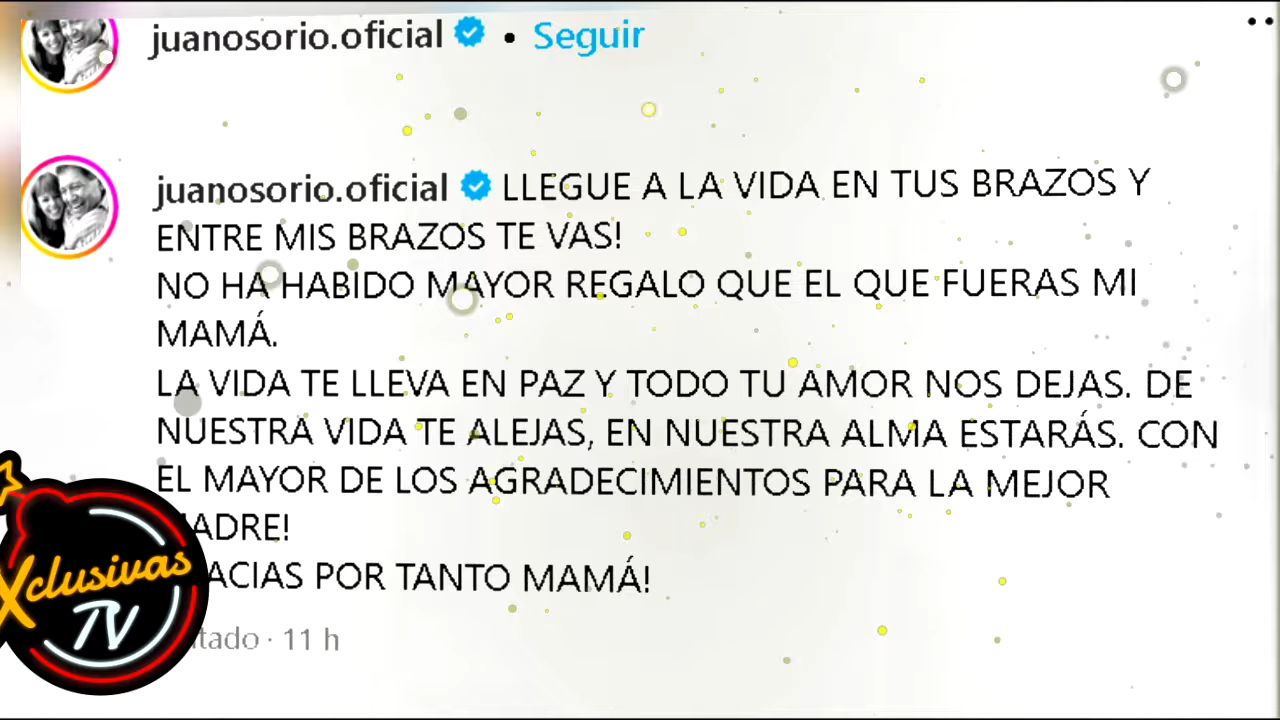 juanosorio.oficial • Seguir
juanosorio.oficial LLEGUE A LA VIDA EN TUS BRAZOS Y
ENTRE MIS BRAZOS TE VAS!
NO HA HABIDO MAYOR REGALO QUE EL QUE FUERAS MI
MAMÁ.
LA VIDA TE LLEVA EN PAZ Y TODO TU AMOR NOS DEJAS. DE
NUESTRA VIDA TE ALEJAS, EN NUESTRA ALMA ESTARÁS. CON
EL MAYOR DE LOS AGRADECIMIENTOS PARA LA MEJOR
ADRE!
ACIAS POR TANTO MAMÁ!
tado · 11 h
Xclusivas
TV